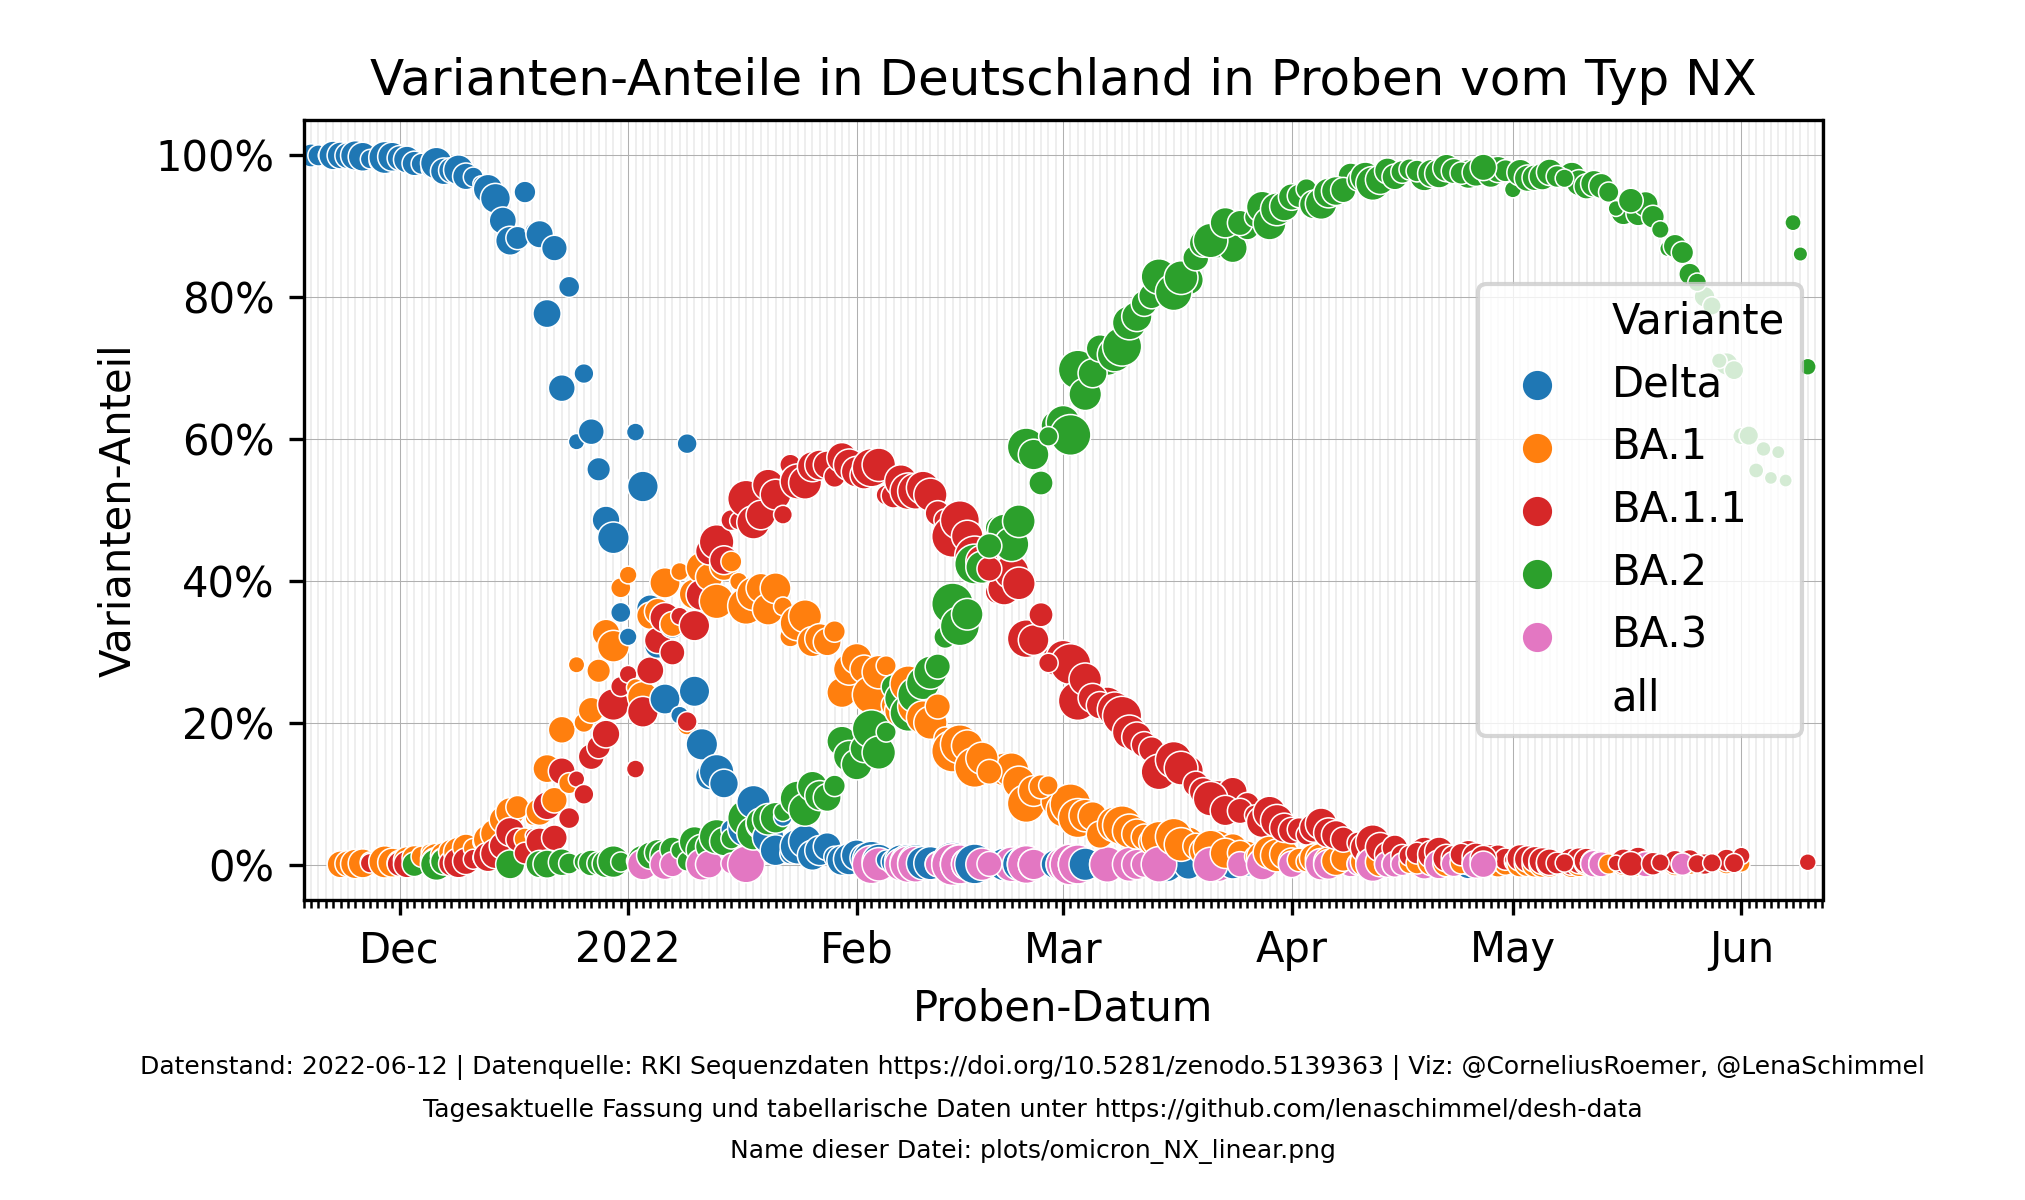 Varianten-Anteile in Deutschland in Proben vom Typ NX
Varianten-Anteil
100%
80%
60%
40%
20%
0%
Variante
Delta
BA.1
BA.1.1
BA.2
BA.3
all
Dec 2022 Feb Mar Apr May Jun
Proben-Datum
Datenstand: 2022-06-12 | Datenquelle: RKI Sequenzdaten https://doi.org/10.5281/zenodo.5139363 | Viz: @CorneliusRoemer, @LenaSchimmel
Tagesaktuelle Fassung und tabellarische Daten unter https://github.com/lenaschimmel/desh-data
Name dieser Datei: plots/omicron_NX_linear.png